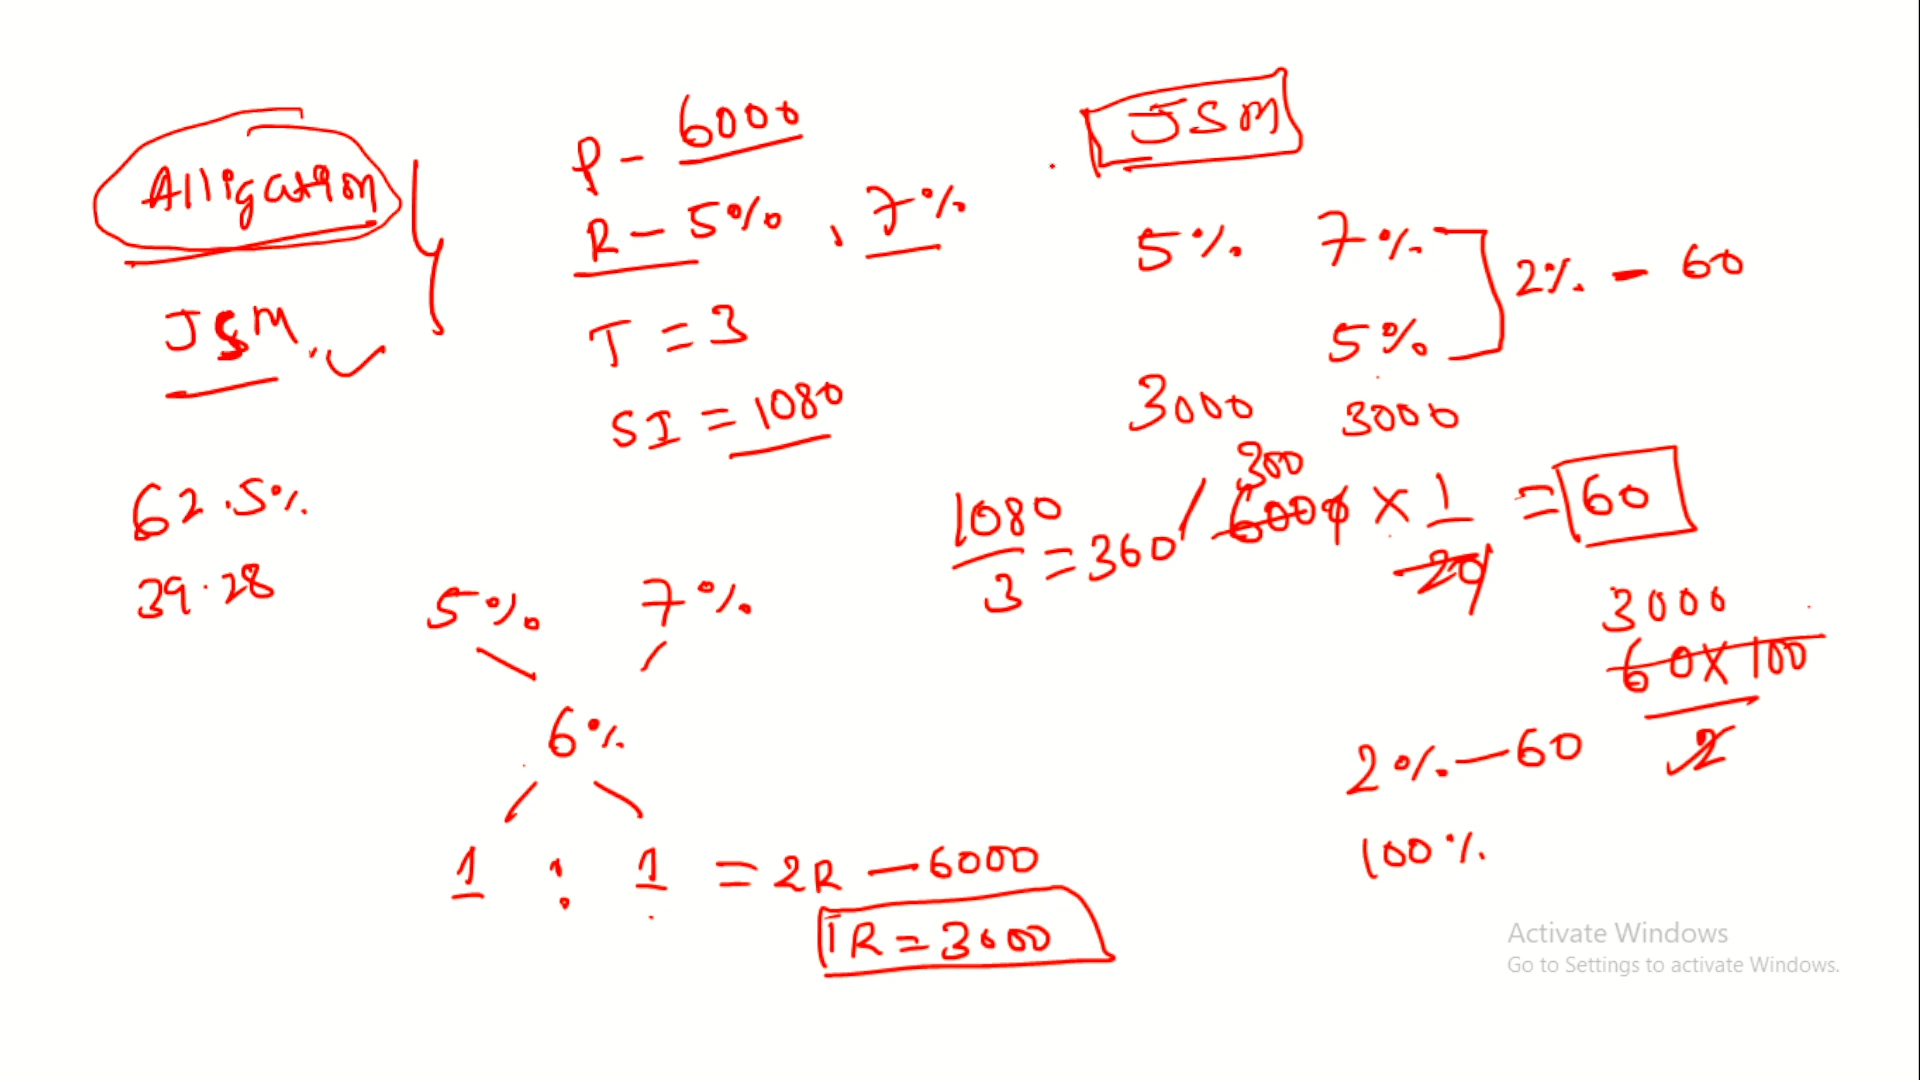 Alligation
JSM
62.5%
39.28
P - 6000
R - 5% , 7%
T = 3
SI = 1080
5% 7%
6%
1 : 1 = 2R - 6000
1R = 3000
JSM
5% 7%
5%
2% - 60
3000 3000
300
1080/3 = 360 / 6000 x 1/20 = 60
3000
60 x 100
2
2% - 60
100%
Activate Windows
Go to Settings to activate Windows.